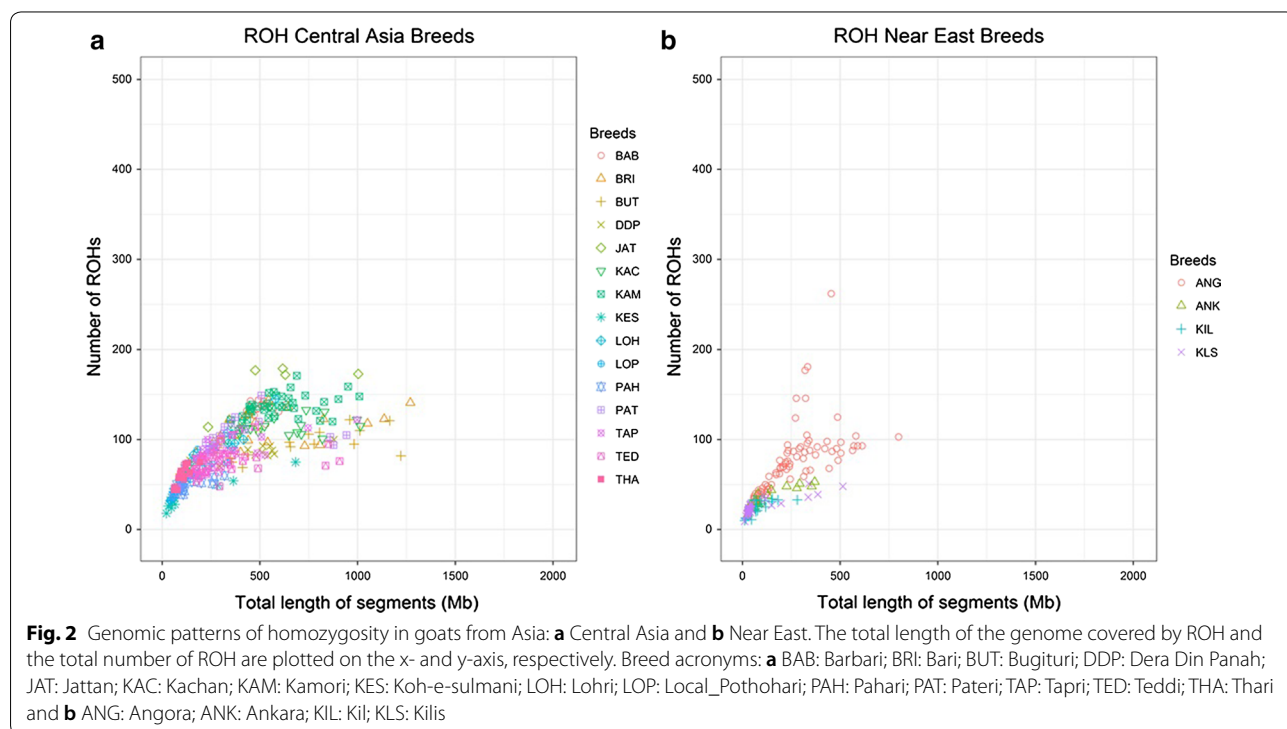 a
ROH Central Asia Breeds
500
400
300
200
100
0
Number of ROHs
0 500 1000 1500 2000
Total length of segments (Mb)
Breeds
BAB
BRI
BUT
DDP
JAT
KAC
KAM
KES
LOH
LOP
PAH
PAT
TAP
TED
THA
b
ROH Near East Breeds
500
400
300
200
100
0
Number of ROHs
0 500 1000 1500 2000
Total length of segments (Mb)
Breeds
ANG
ANK
KIL
KLS
Fig. 2 Genomic patterns of homozygosity in goats from Asia: a Central Asia and b Near East. The total length of the genome covered by ROH and
the total number of ROH are plotted on the x- and y-axis, respectively. Breed acronyms: a BAB: Barbari; BRI: Bari; BUT: Bugituri; DDP: Dera Din Panah;
JAT: Jattan; KAC: Kachan; KAM: Kamori; KES: Koh-e-sulmani; LOH: Lohri; LOP: Local_Pothohari; PAH: Pahari; PAT: Pateri; TAP: Tapri; TED: Teddi; THA: Thari
and b ANG: Angora; ANK: Ankara; KIL: Kil; KLS: Kilis